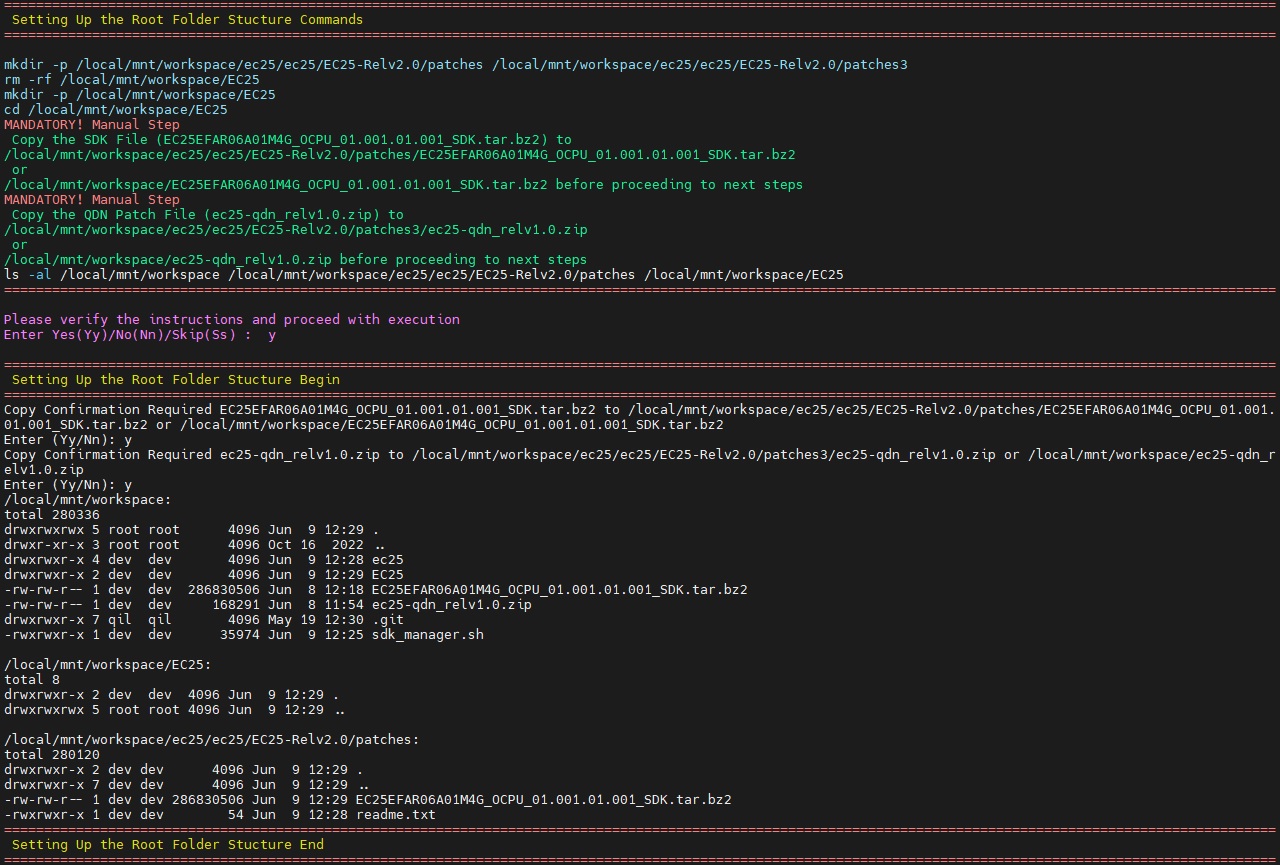 ================================================================================================================================================================
 Setting Up the Root Folder Stucture Commands
================================================================================================================================================================
mkdir -p /local/mnt/workspace/ec25/ec25/EC25-Relv2.0/patches /local/mnt/workspace/ec25/ec25/EC25-Relv2.0/patches3
rm -rf /local/mnt/workspace/EC25
mkdir -p /local/mnt/workspace/EC25
cd /local/mnt/workspace/EC25
MANDATORY! Manual Step
 Copy the SDK File (EC25EFAR06A01M4G_OCPU_01.001.01.001_SDK.tar.bz2) to
/local/mnt/workspace/ec25/ec25/EC25-Relv2.0/patches/EC25EFAR06A01M4G_OCPU_01.001.01.001_SDK.tar.bz2
 or
/local/mnt/workspace/EC25EFAR06A01M4G_OCPU_01.001.01.001_SDK.tar.bz2 before proceeding to next steps
MANDATORY! Manual Step
 Copy the QDN Patch File (ec25-qdn_relv1.0.zip) to
/local/mnt/workspace/ec25/ec25/EC25-Relv2.0/patches3/ec25-qdn_relv1.0.zip
 or
/local/mnt/workspace/ec25-qdn_relv1.0.zip before proceeding to next steps
ls -al /local/mnt/workspace /local/mnt/workspace/ec25/ec25/EC25-Relv2.0/patches /local/mnt/workspace/EC25
================================================================================================================================================================
Please verify the instructions and proceed with execution
Enter Yes(Yy)/No(Nn)/Skip(Ss) :  y
================================================================================================================================================================
 Setting Up the Root Folder Stucture Begin
================================================================================================================================================================
Copy Confirmation Required EC25EFAR06A01M4G_OCPU_01.001.01.001_SDK.tar.bz2 to /local/mnt/workspace/ec25/ec25/EC25-Relv2.0/patches/EC25EFAR06A01M4G_OCPU_01.001.
01.001_SDK.tar.bz2 or /local/mnt/workspace/EC25EFAR06A01M4G_OCPU_01.001.01.001_SDK.tar.bz2
Enter (Yy/Nn): y
Copy Confirmation Required ec25-qdn_relv1.0.zip to /local/mnt/workspace/ec25/ec25/EC25-Relv2.0/patches3/ec25-qdn_relv1.0.zip or /local/mnt/workspace/ec25-qdn_r
elv1.0.zip
Enter (Yy/Nn): y
/local/mnt/workspace:
total 280336
drwxrwxrwx 5 root root      4096 Jun  9 12:29 .
drwxr-xr-x 3 root root      4096 Oct 16  2022 ..
drwxrwxr-x 4 dev  dev       4096 Jun  9 12:28 ec25
drwxrwxr-x 2 dev  dev       4096 Jun  9 12:29 EC25
-rw-rw-r-- 1 dev  dev  286830506 Jun  8 12:18 EC25EFAR06A01M4G_OCPU_01.001.01.001_SDK.tar.bz2
-rw-rw-r-- 1 dev  dev     168291 Jun  8 11:54 ec25-qdn_relv1.0.zip
drwxrwxr-x 7 qil  qil       4096 May 19 12:30 .git
-rwxrwxr-x 1 dev  dev      35974 Jun  9 12:25 sdk_manager.sh
/local/mnt/workspace/EC25:
total 8
drwxrwxr-x 2 dev  dev  4096 Jun  9 12:29 .
drwxrwxrwx 5 root root 4096 Jun  9 12:29 ..
/local/mnt/workspace/ec25/ec25/EC25-Relv2.0/patches:
total 280120
drwxrwxr-x 2 dev dev      4096 Jun  9 12:29 .
drwxrwxr-x 7 dev dev      4096 Jun  9 12:29 ..
-rw-rw-r-- 1 dev dev 286830506 Jun  9 12:29 EC25EFAR06A01M4G_OCPU_01.001.01.001_SDK.tar.bz2
-rwxrwxr-x 1 dev dev        54 Jun  9 12:28 readme.txt
================================================================================================================================================================
 Setting Up the Root Folder Stucture End
================================================================================================================================================================